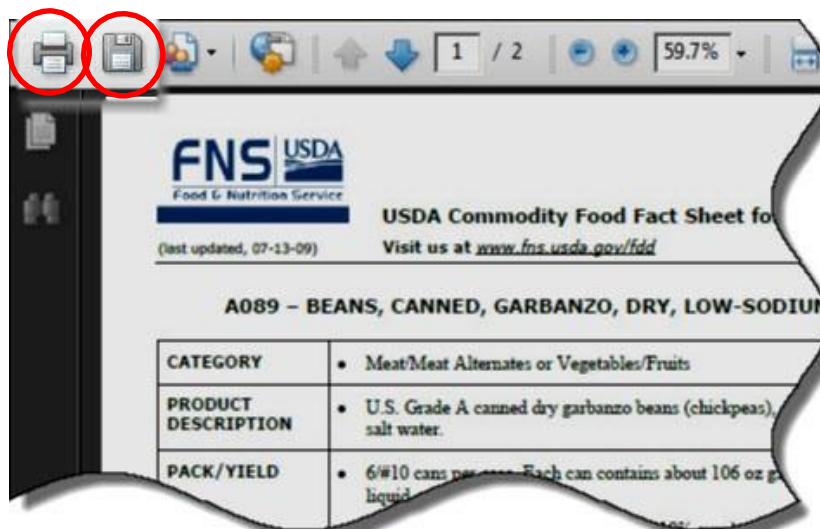 1 / 2 59.7%
FNS USDA
Food & Nutrition Service
USDA Commodity Food Fact Sheet fo
(last updated, 07-13-09) Visit us at www.fns.usda.gov/fdd
A089 – BEANS, CANNED, GARBANZO, DRY, LOW-SODIUM
CATEGORY • Meat/Meat Alternates or Vegetables/Fruits
PRODUCT DESCRIPTION • U.S. Grade A canned dry garbanzo beans (chickpeas),
salt water.
PACK/YIELD • 6/#10 cans per case. Each can contains about 106 oz
liquid